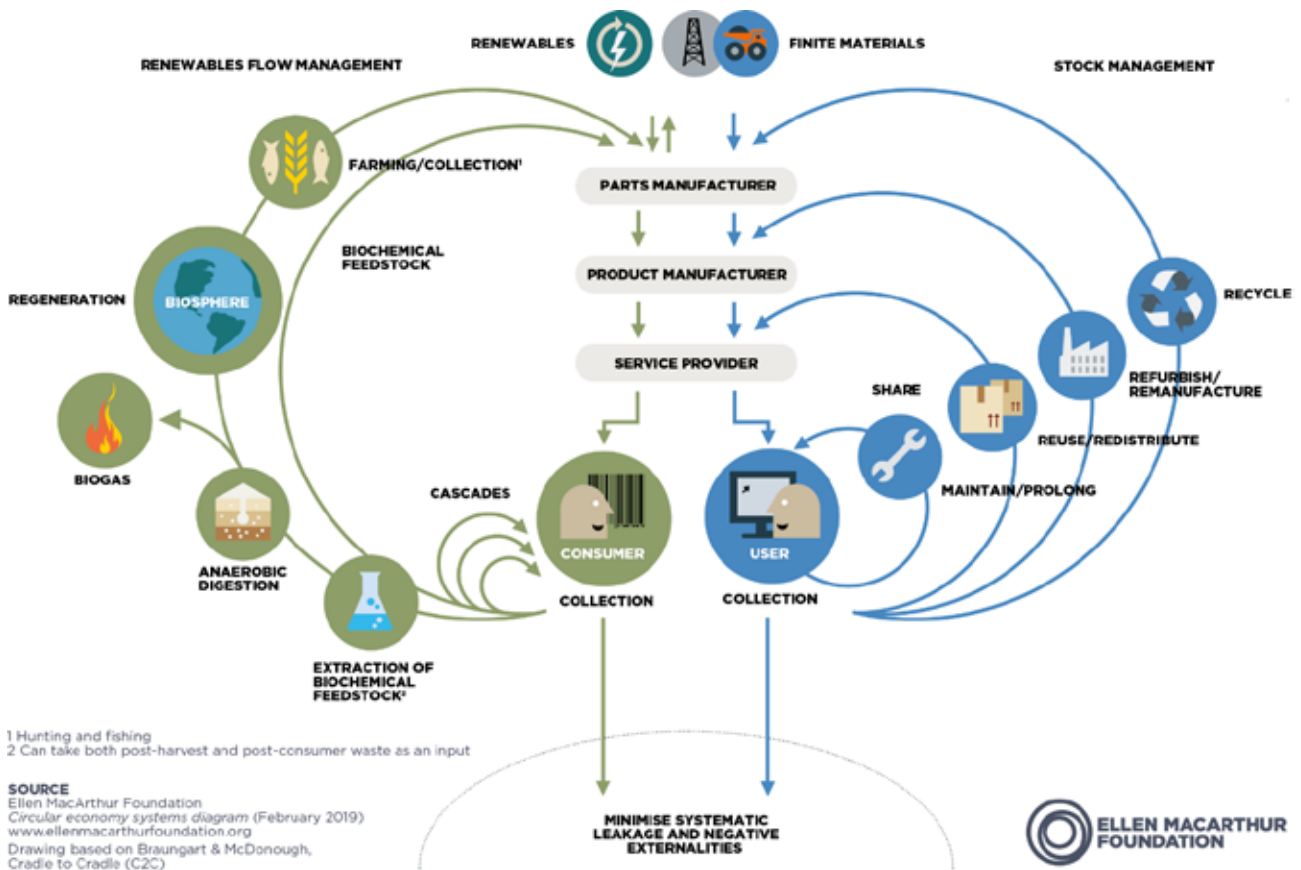 RENEWABLES
FINITE MATERIALS
RENEWABLES FLOW MANAGEMENT
STOCK MANAGEMENT
FARMING/COLLECTION¹
PARTS MANUFACTURER
BIOCHEMICAL
FEEDSTOCK
PRODUCT MANUFACTURER
REGENERATION
BIOSPHERE
RECYCLE
SERVICE PROVIDER
SHARE
REFURBISH/
REMANUFACTURE
REUSE/REDISTRIBUTE
BIOGAS
CASCADES
MAINTAIN/PROLONG
CONSUMER
USER
ANAEROBIC
DIGESTION
COLLECTION
COLLECTION
EXTRACTION OF
BIOCHEMICAL
FEEDSTOCK²
1 Hunting and fishing
2 Can take both post-harvest and post-consumer waste as an input
SOURCE
Ellen MacArthur Foundation
Circular economy systems diagram (February 2019)
www.ellenmacarthurfoundation.org
Drawing based on Braungart & McDonough,
Cradle to Cradle (C2C)
MINIMISE SYSTEMATIC
LEAKAGE AND NEGATIVE
EXTERNALITIES
ELLEN MACARTHUR
FOUNDATION